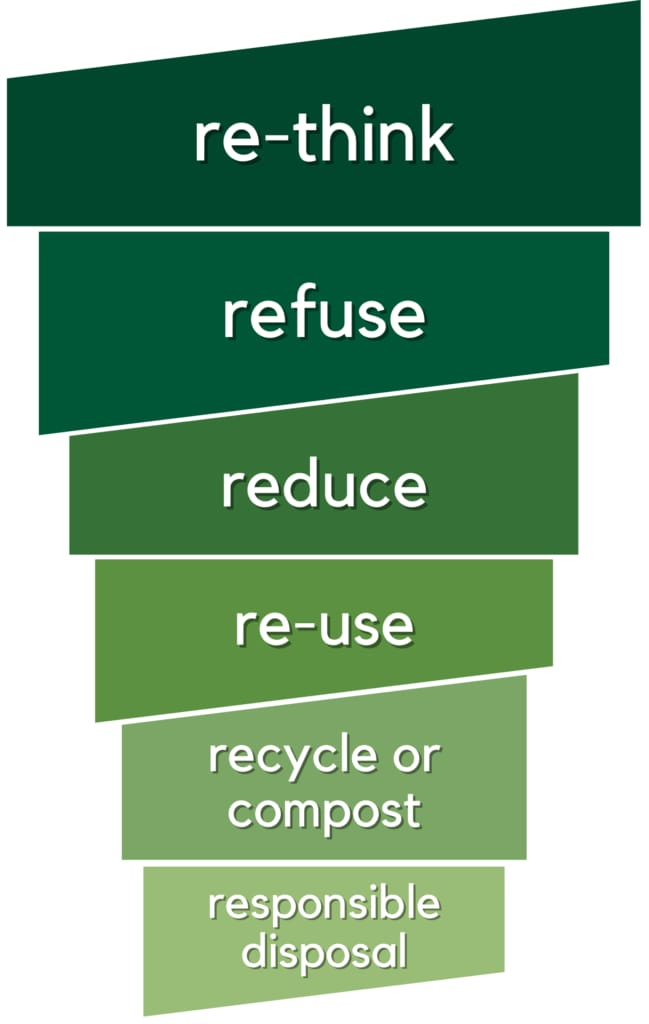 re-think
refuse
reduce
re-use
recycle or
compost
responsible
disposal